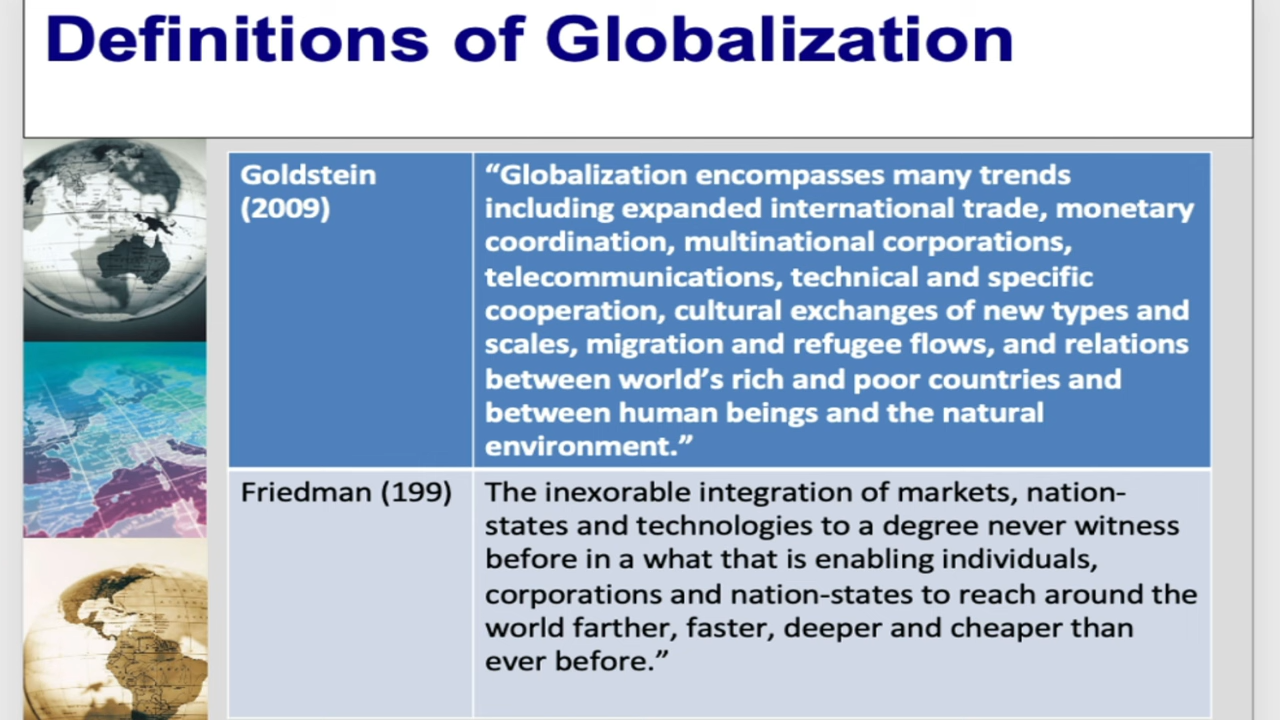 Definitions of Globalization
Goldstein
(2009)
“Globalization encompasses many trends
including expanded international trade, monetary
coordination, multinational corporations,
telecommunications, technical and specific
cooperation, cultural exchanges of new types and
scales, migration and refugee flows, and relations
between world’s rich and poor countries and
between human beings and the natural
environment.”
Friedman (199)
The inexorable integration of markets, nation-
states and technologies to a degree never witness
before in a what that is enabling individuals,
corporations and nation-states to reach around the
world farther, faster, deeper and cheaper than
ever before.”